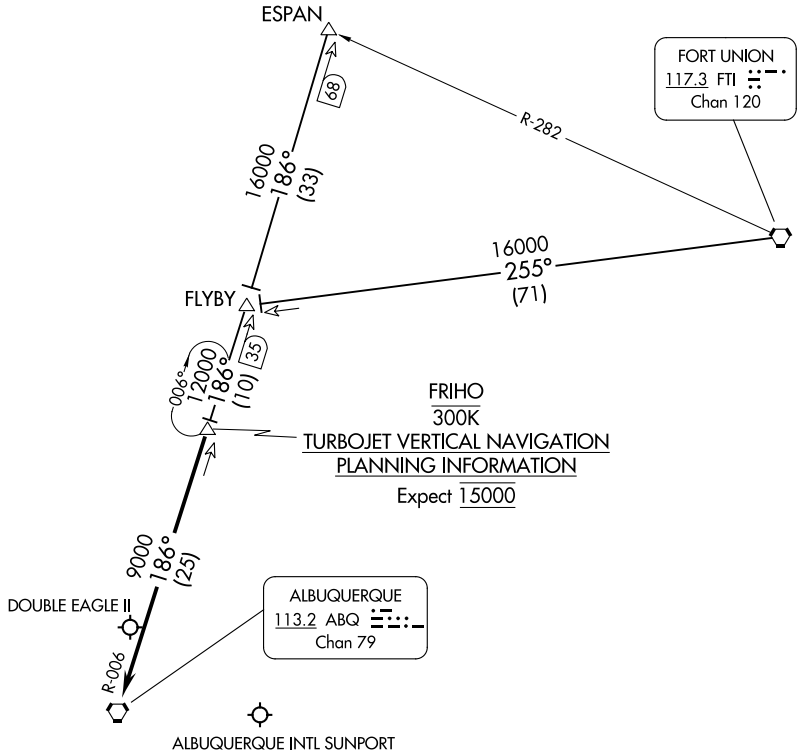 ESPAN
FORT UNION
117.3 FTI
Chan 120
68
R-282
16000
186°
(33)
16000
255°
(71)
FLYBY
35
006°
12000
186°
(10)
FRIHO
300K
TURBOJET VERTICAL NAVIGATION
PLANNING INFORMATION
Expect 15000
9000
186°
(25)
DOUBLE EAGLE II
ALBUQUERQUE
113.2 ABQ
Chan 79
R-006
ALBUQUERQUE INTL SUNPORT